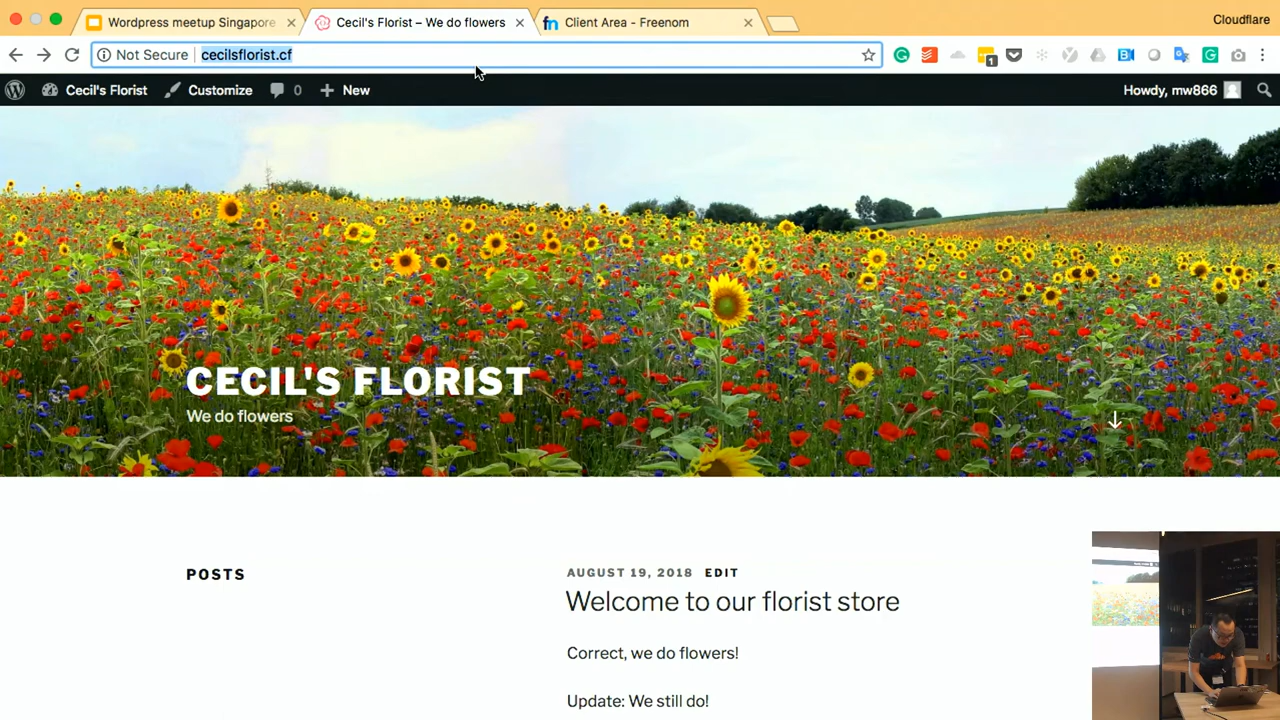 Wordpress meetup Singapore
Cecil's Florist – We do flowers
fn Client Area - Freenom
Cloudflare
Not Secure
cecilsflorist.cf
1
Cecil's Florist
Customize
0
New
Howdy, mw866
CECIL'S FLORIST
We do flowers
POSTS
AUGUST 19, 2018 EDIT
Welcome to our florist store
Correct, we do flowers!
Update: We still do!